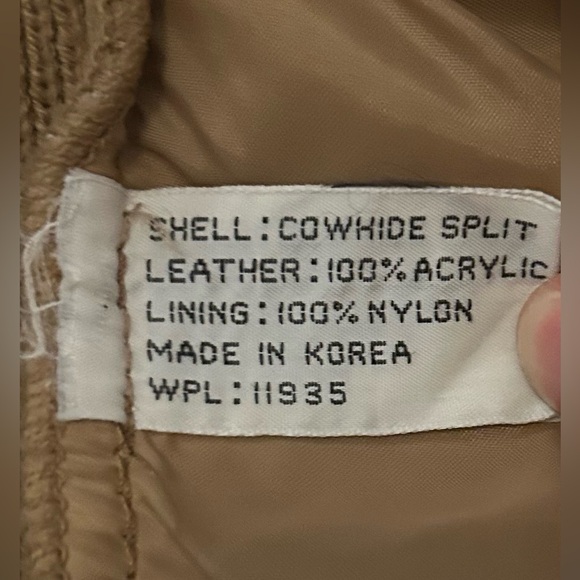 SHELL: COWHIDE SPLIT
LEATHER: 100% ACRYLIC
LINING: 100% NYLON
MADE IN KOREA
WPL: 11935